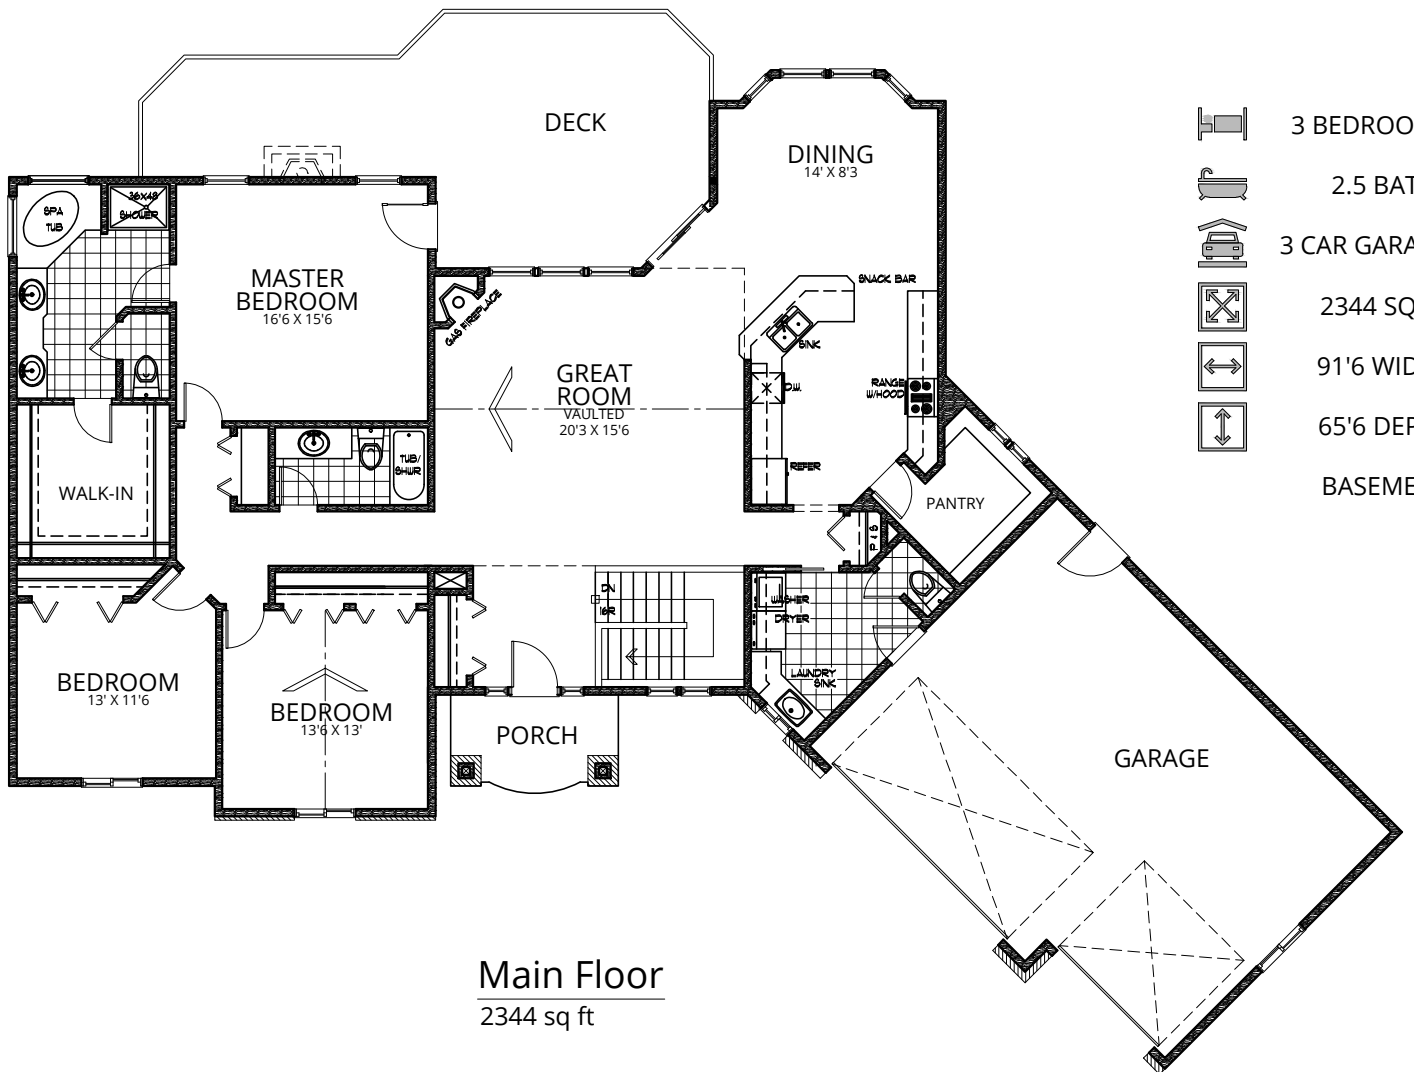 DECK
DINING
14' X 8'3
3 BEDROO
2.5 BAT
3 CAR GARA
2344 SQ
91'6 WID
65'6 DEP
BASEME
SPA
TUB
36X48
SHOWER
MASTER
BEDROOM
16'6 X 15'6
GAS FIREPLACE
SNACK BAR
SINK
D.W.
RANGE
W/HOOD
REFER
GREAT
ROOM
VAULTED
20'3 X 15'6
TUB/
SHWR
WALK-IN
PANTRY
DN
16R
WASHER
DRYER
LAUNDRY
SINK
BEDROOM
13' X 11'6
BEDROOM
13'6 X 13'
PORCH
GARAGE
Main Floor
2344 sq ft